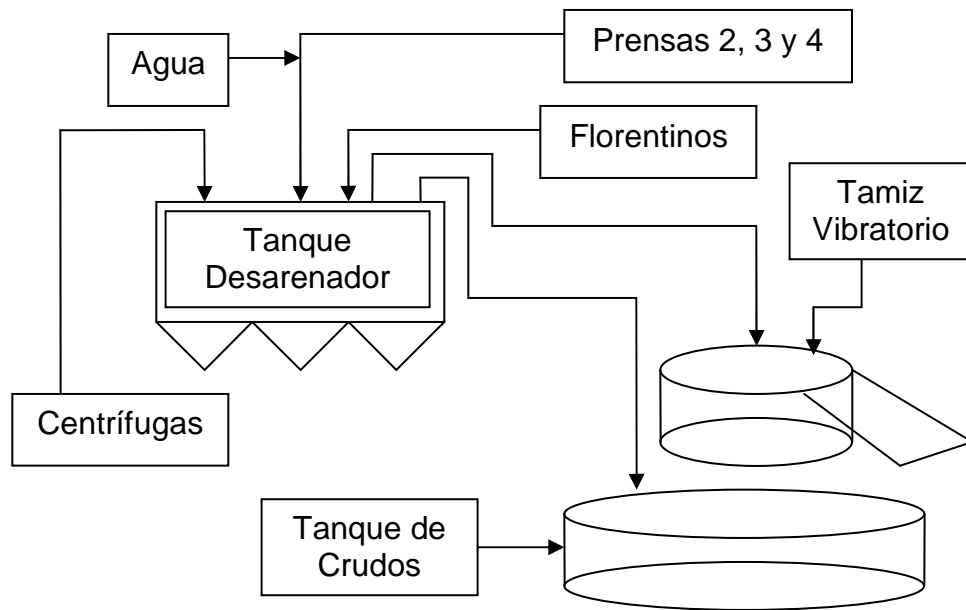 Prensas 2, 3 y 4
Agua
Florentinos
Tamiz
Vibratorio
Tanque
Desarenador
Centrífugas
Tanque de
Crudos